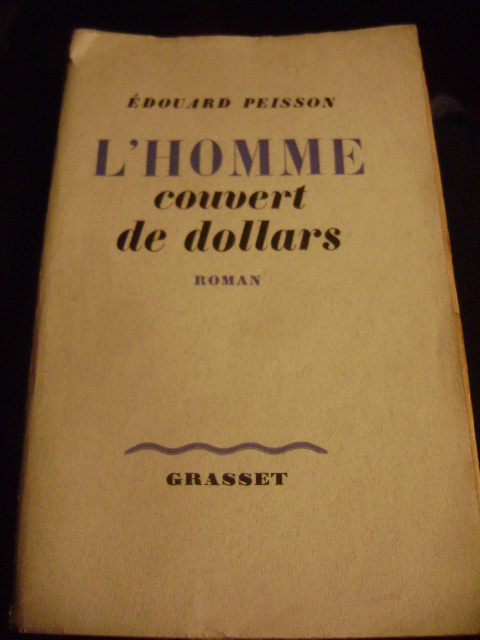 ÉDOUARD PEISSON
L'HOMME
couvert
de dollars
ROMAN
GRASSET